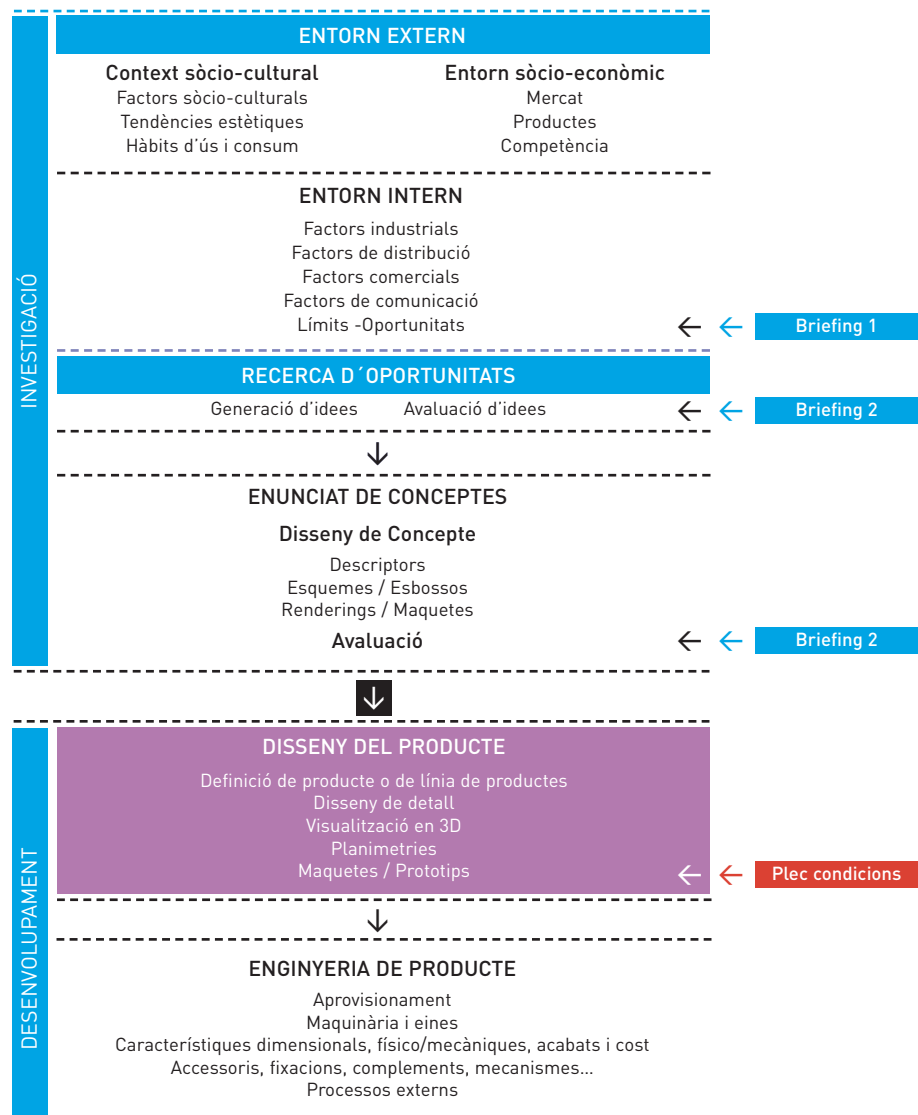 INVESTIGACIÓ
ENTORN EXTERN
Context sòcio-cultural
Factors sòcio-culturals
Tendències estètiques
Hàbits d'ús i consum
Entorn sòcio-econòmic
Mercat
Productes
Competència
ENTORN INTERN
Factors industrials
Factors de distribució
Factors comercials
Factors de comunicació
Límits -Oportunitats
Briefing 1
RECERCA D´OPORTUNITATS
Generació d'idees Avaluació d'idees
Briefing 2
ENUNCIAT DE CONCEPTES
Disseny de Concepte
Descriptors
Esquemes / Esbossos
Renderings / Maquetes
Avaluació
Briefing 2
DESENVOLUPAMENT
DISSENY DEL PRODUCTE
Definició de producte o de línia de productes
Disseny de detall
Visualització en 3D
Planimetries
Maquetes / Prototips
Plec condicions
ENGINYERIA DE PRODUCTE
Aprovisionament
Maquinària i eines
Característiques dimensionals, físico/mecàniques, acabats i cost
Accessoris, fixacions, complements, mecanismes...
Processos externs